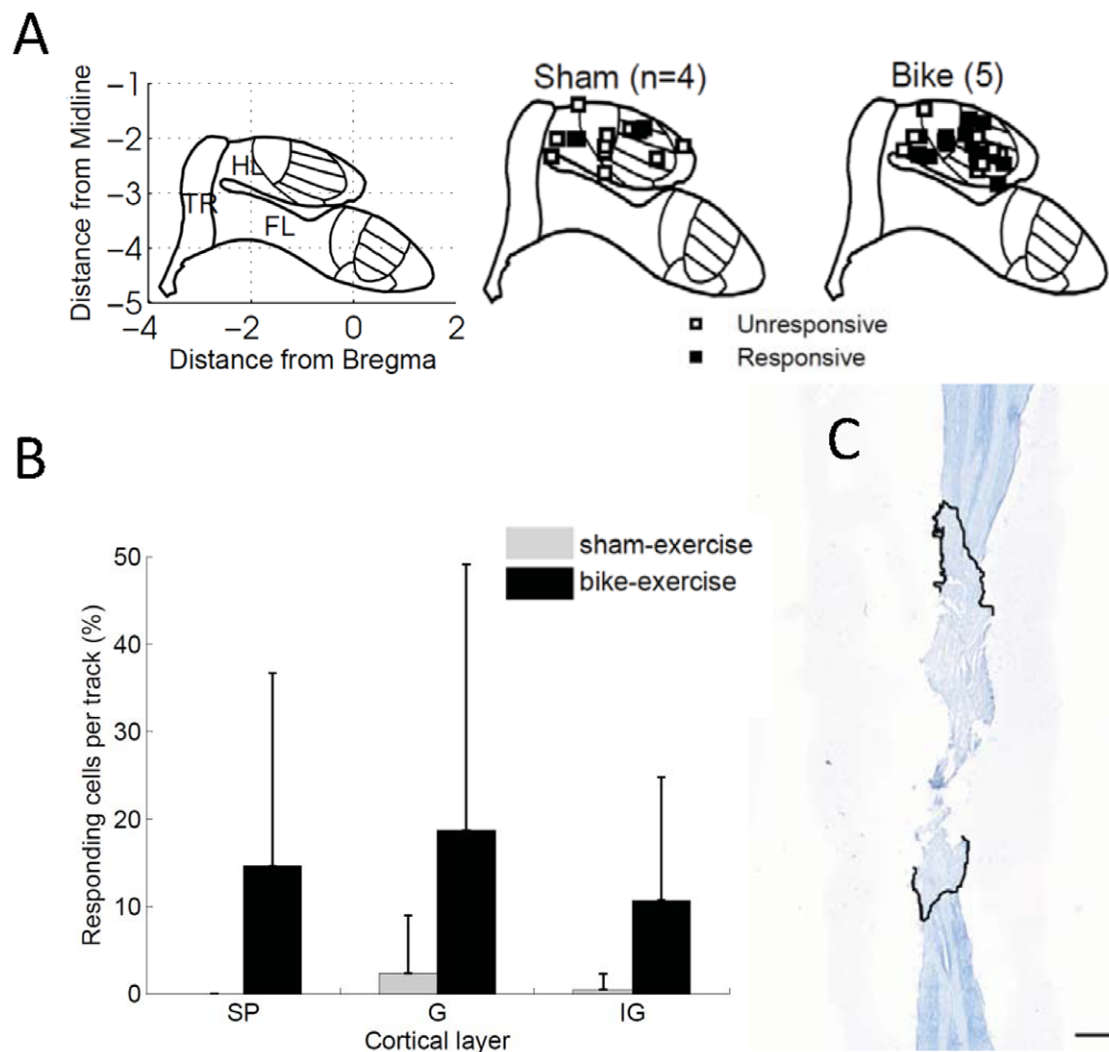 A
Distance from Midline
−1
−2
−3
−4
−5
HL
TR
FL
−4
−2
0
2
Distance from Bregma
Sham (n=4)
Bike (5)
Unresponsive
Responsive
B
C
sham-exercise
bike-exercise
Responding cells per track (%)
50
40
30
20
10
0
SP
G
IG
Cortical layer